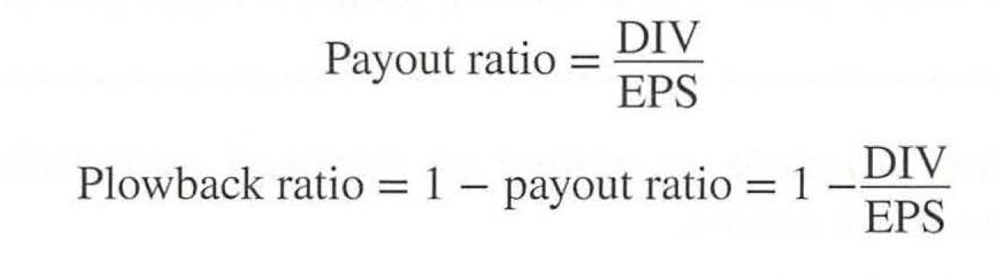 Payout ratio = DIV/EPS
Plowback ratio = 1 – payout ratio = 1 – DIV/EPS